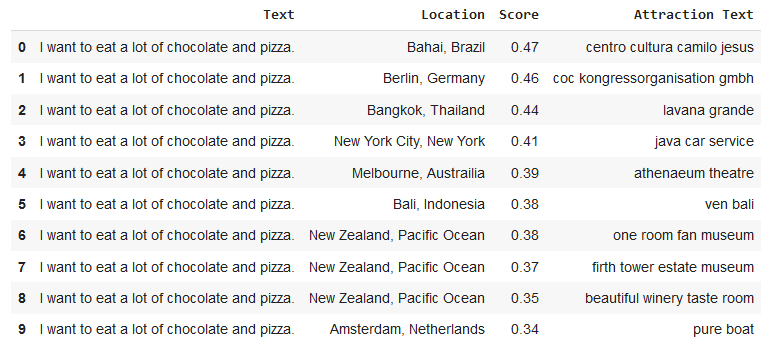 Text Location Score Attraction Text
0 I want to eat a lot of chocolate and pizza. Bahai, Brazil 0.47 centro cultura camilo jesus
1 I want to eat a lot of chocolate and pizza. Berlin, Germany 0.46 coc kongressorganisation gmbh
2 I want to eat a lot of chocolate and pizza. Bangkok, Thailand 0.44 lavana grande
3 I want to eat a lot of chocolate and pizza. New York City, New York 0.41 java car service
4 I want to eat a lot of chocolate and pizza. Melbourne, Austrailia 0.39 athenaeum theatre
5 I want to eat a lot of chocolate and pizza. Bali, Indonesia 0.38 ven bali
6 I want to eat a lot of chocolate and pizza. New Zealand, Pacific Ocean 0.38 one room fan museum
7 I want to eat a lot of chocolate and pizza. New Zealand, Pacific Ocean 0.37 firth tower estate museum
8 I want to eat a lot of chocolate and pizza. New Zealand, Pacific Ocean 0.35 beautiful winery taste room
9 I want to eat a lot of chocolate and pizza. Amsterdam, Netherlands 0.34 pure boat